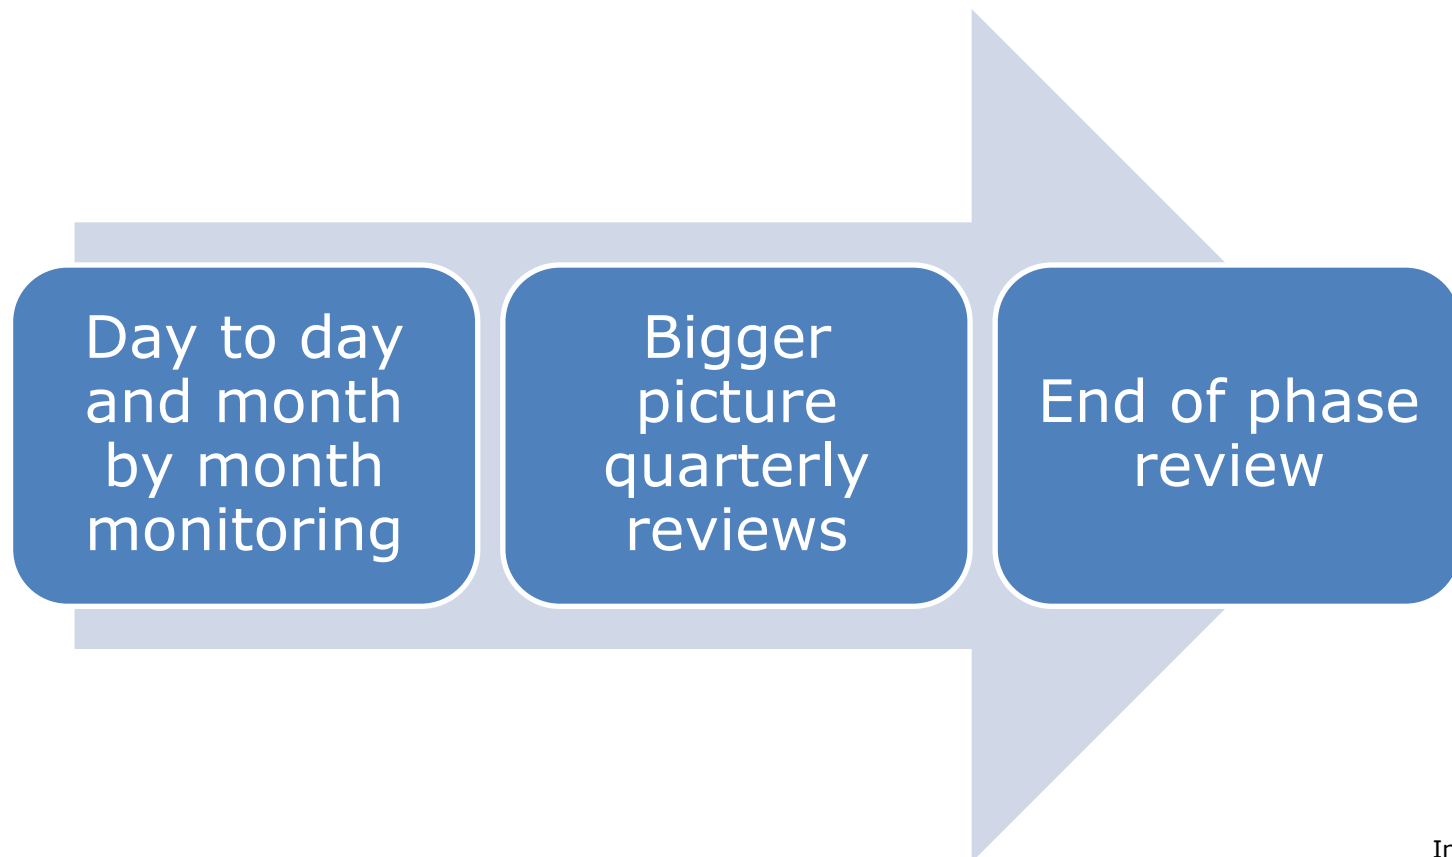 Day to day
and month
by month
monitoring
Bigger
picture
quarterly
reviews
End of phase
review